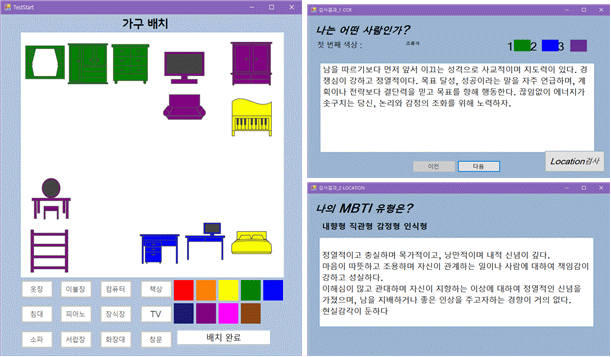 TestStart
가구 배치
옷장 이불장 컴퓨터 책상
침대 피아노 장식장 TV
소파 서랍장 화장대 창문
배치 완료
검사결과_1 CCR
나는 어떤 사람인가?
첫 번째 색상 :
1 2 3
남을 따르기보다 먼저 앞서 이끄는 성격으로 사교적이며 지도력이 있다. 경
쟁심이 강하고 정열적이다. 목표 달성, 성공이라는 말을 자주 언급하며, 계
획이나 전략보다 결단력을 믿고 목표를 향해 행동한다. 끊임없이 에너지가
솟구치는 당신, 논리와 감정의 조화를 위해 노력하자.
이전 다음
Location검사
검사결과_2 LOCATION
나의 MBTI 유형은?
내향형 직관형 감정형 인식형
정열적이고 충실하며 목가적이고, 낭만적이며 내적 신념이 깊다.
마음이 따뜻하고 조용하며 자신이 관계하는 일이나 사람에 대하여 책임감이
강하고 성실하다.
이해심이 많고 관대하며 자신이 지향하는 이상에 대하여 정열적인 신념을
가졌으며, 남을 지배하거나 좋은 인상을 주고자하는 경향이 거의 없다.
현실감각이 둔하다